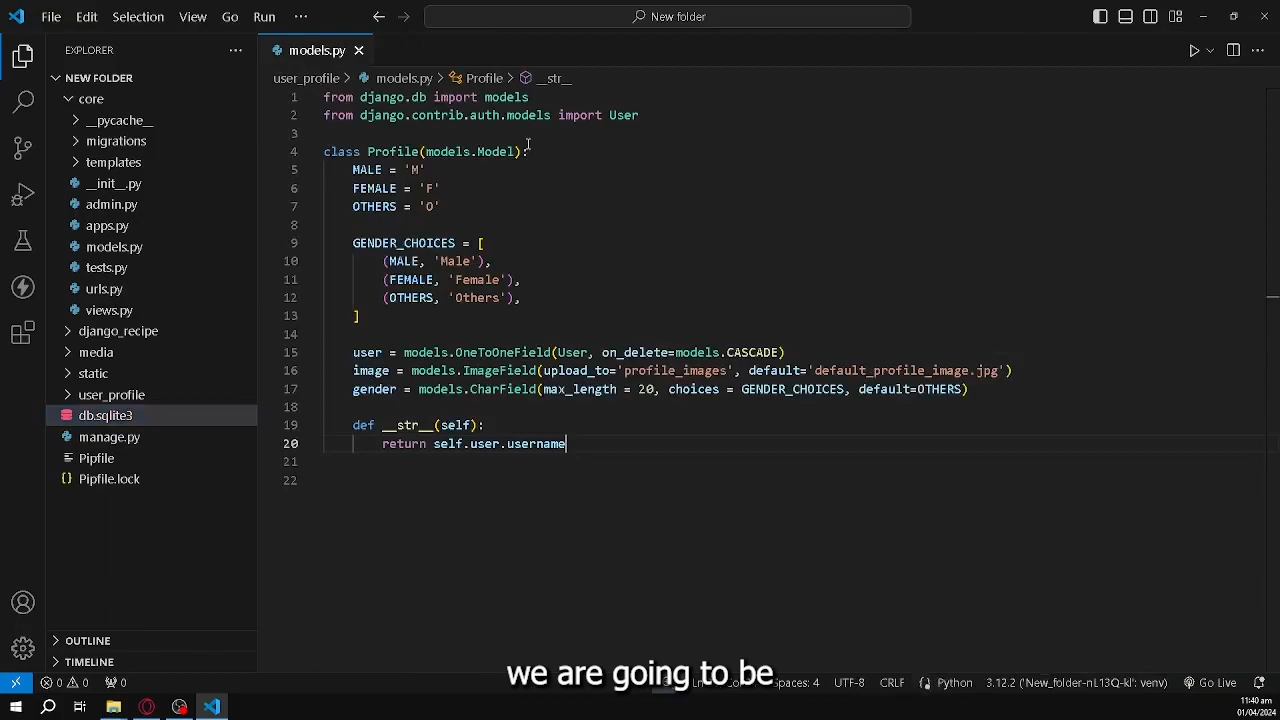 File Edit Selection View Go Run ··· New folder
EXPLORER ···
NEW FOLDER
core
__pycache__
migrations
templates
__init__.py
admin.py
apps.py
models.py
tests.py
urls.py
views.py
django_recipe
media
static
user_profile
db.sqlite3
manage.py
Pipfile
Pipfile.lock
OUTLINE
TIMELINE
models.py
user_profile > models.py > Profile > __str__
1 from django.db import models
2 from django.contrib.auth.models import User
3
4 class Profile(models.Model):
5 MALE = 'M'
6 FEMALE = 'F'
7 OTHERS = 'O'
8
9 GENDER_CHOICES = [
10 (MALE, 'Male'),
11 (FEMALE, 'Female'),
12 (OTHERS, 'Others'),
13 ]
14
15 user = models.OneToOneField(User, on_delete=models.CASCADE)
16 image = models.ImageField(upload_to='profile_images', default='default_profile_image.jpg')
17 gender = models.CharField(max_length = 20, choices = GENDER_CHOICES, default=OTHERS)
18
19 def __str__(self):
20 return self.user.username
21
22
we are going to be
0 0 0 Spaces: 4 UTF-8 CRLF Python 3.12.2 ('New_folder-nL13Q-kl': venv) Go Live
11:40 am
01/04/2024